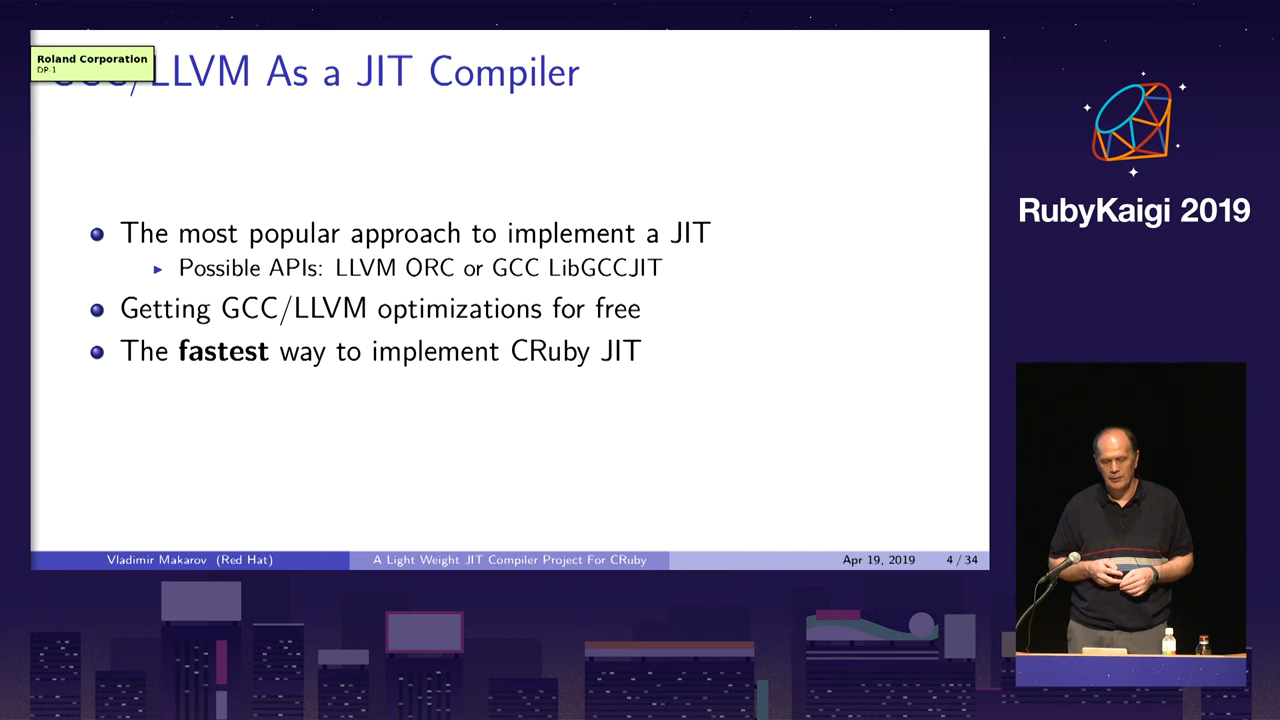 Roland Corporation
DP-1
GCC/LLVM As a JIT Compiler
The most popular approach to implement a JIT
Possible APIs: LLVM ORC or GCC LibGCCJIT
Getting GCC/LLVM optimizations for free
The fastest way to implement CRuby JIT
Vladimir Makarov (Red Hat)
A Light Weight JIT Compiler Project For CRuby
Apr 19, 2019
4 / 34
RubyKaigi 2019